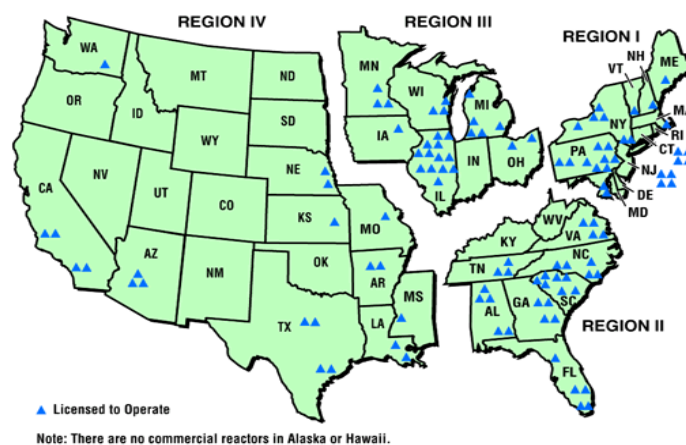 REGION IV
REGION III
REGION I
WA
MT
ND
OR
ID
SD
WY
NE
NV
UT
CO
KS
CA
AZ
NM
OK
TX
MN
WI
MI
IA
IL
IN
OH
MO
AR
MS
LA
NH
VT
ME
NY
MA
RI
CT
PA
NJ
DE
MD
WV
KY
VA
TN
NC
SC
AL
GA
FL
REGION II
Licensed to Operate
Note: There are no commercial reactors in Alaska or Hawaii.